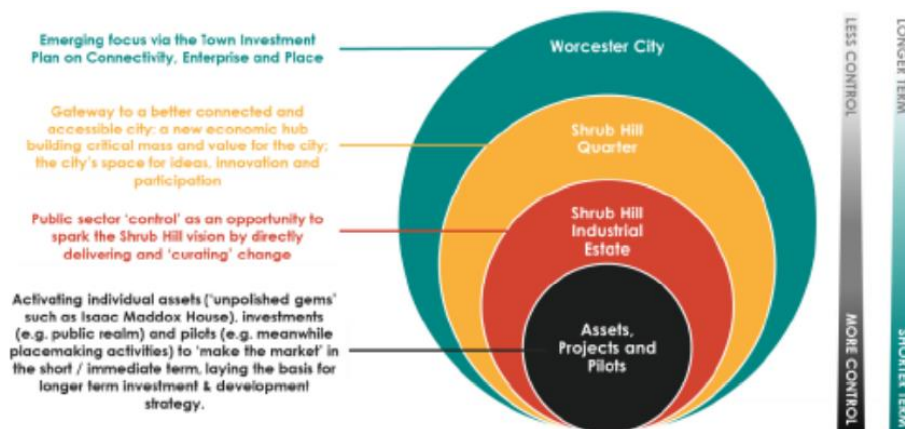 Emerging focus via the Town Investment
Plan on Connectivity, Enterprise and Place
Gateway to a better connected and
accessible city: a new economic hub
building critical mass and value for the city;
the city's space for ideas, innovation and
participation
Public sector 'control' as an opportunity to
spark the Shrub Hill vision by directly
delivering and 'curating' change
Activating individual assets ('unpolished gems'
such as Isaac Maddox House), investments
(e.g. public realm) and pilots (e.g. meanwhile
placemaking activities) to 'make the market' in
the short / immediate term, laying the basis for
longer term investment & development
strategy.
Worcester City
Shrub Hill
Quarter
Shrub Hill
Industrial
Estate
Assets,
Projects and
Pilots
LESS CONTROL
MORE CONTROL
LONGER TERM
SHORTER TERM